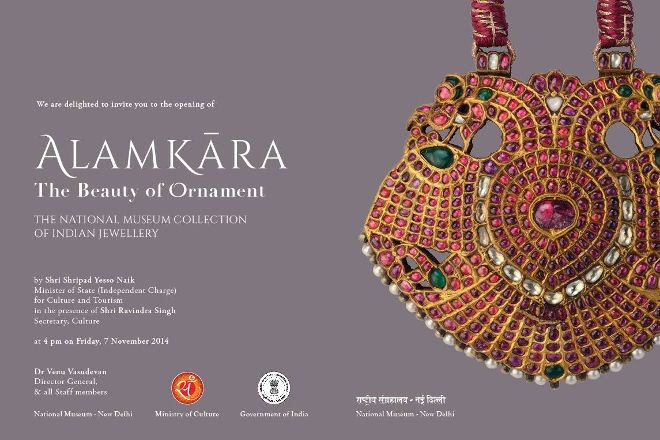 We are delighted to invite you to the opening of
ALAMKĀRA
The Beauty of Ornament
THE NATIONAL MUSEUM COLLECTION
OF INDIAN JEWELLERY
by Shri Shripad Yesso Naik
Minister of State (Independent Charge)
for Culture and Tourism
in the presence of Shri Ravindra Singh
Secretary, Culture
at 4 pm on Friday, 7 November 2014
Dr Venu Vasudevan
Director General,
& all Staff members
National Museum - New Delhi
Ministry of Culture
Government of India
राष्ट्रीय संग्रहालय - नई दिल्ली
National Museum - New Delhi